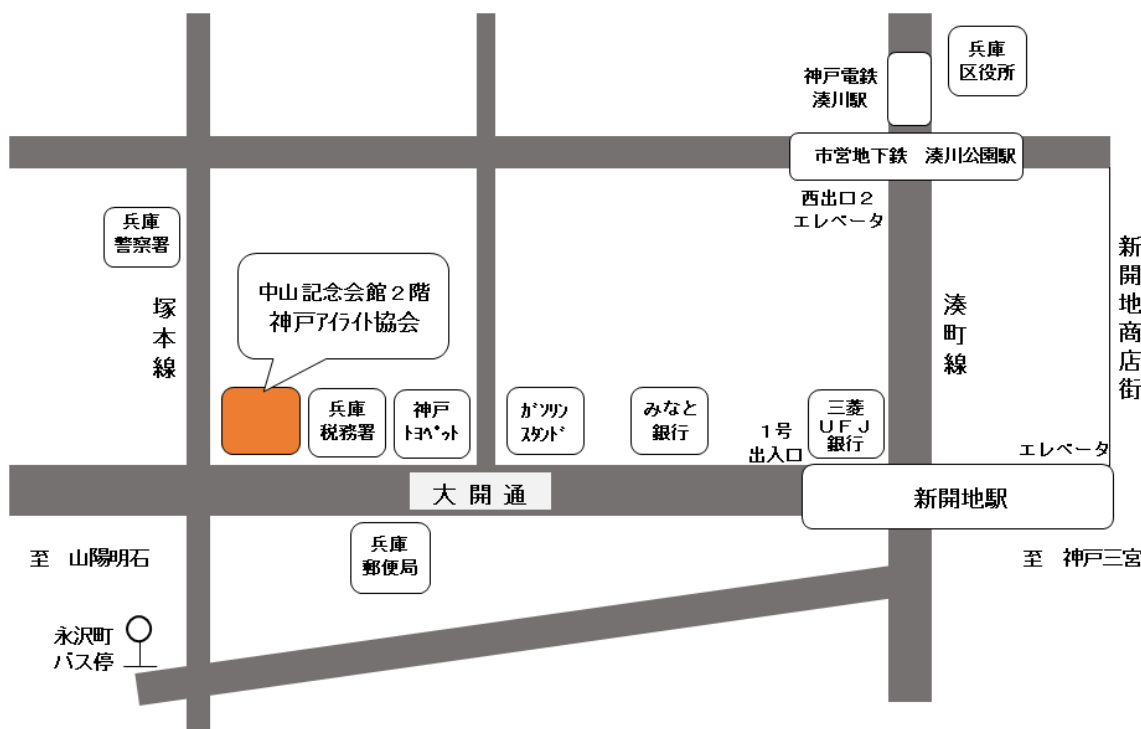 兵庫
区役所
神戸電鉄
湊川駅
市営地下鉄　湊川公園駅
西出口２
エレベータ
兵庫
警察署
新開地商店街
中山記念会館２階
神戸ｱｲﾗｲﾄ協会
塚本線
湊町線
兵庫
税務署
神戸
ﾄﾖﾍﾟｯﾄ
ｶﾞｿﾘﾝ
ｽﾀﾝﾄﾞ
みなと
銀行
１号
出入口
三菱
ＵＦＪ
銀行
エレベータ
大開通
新開地駅
兵庫
郵便局
至　山陽明石
至　神戸三宮
永沢町
バス停